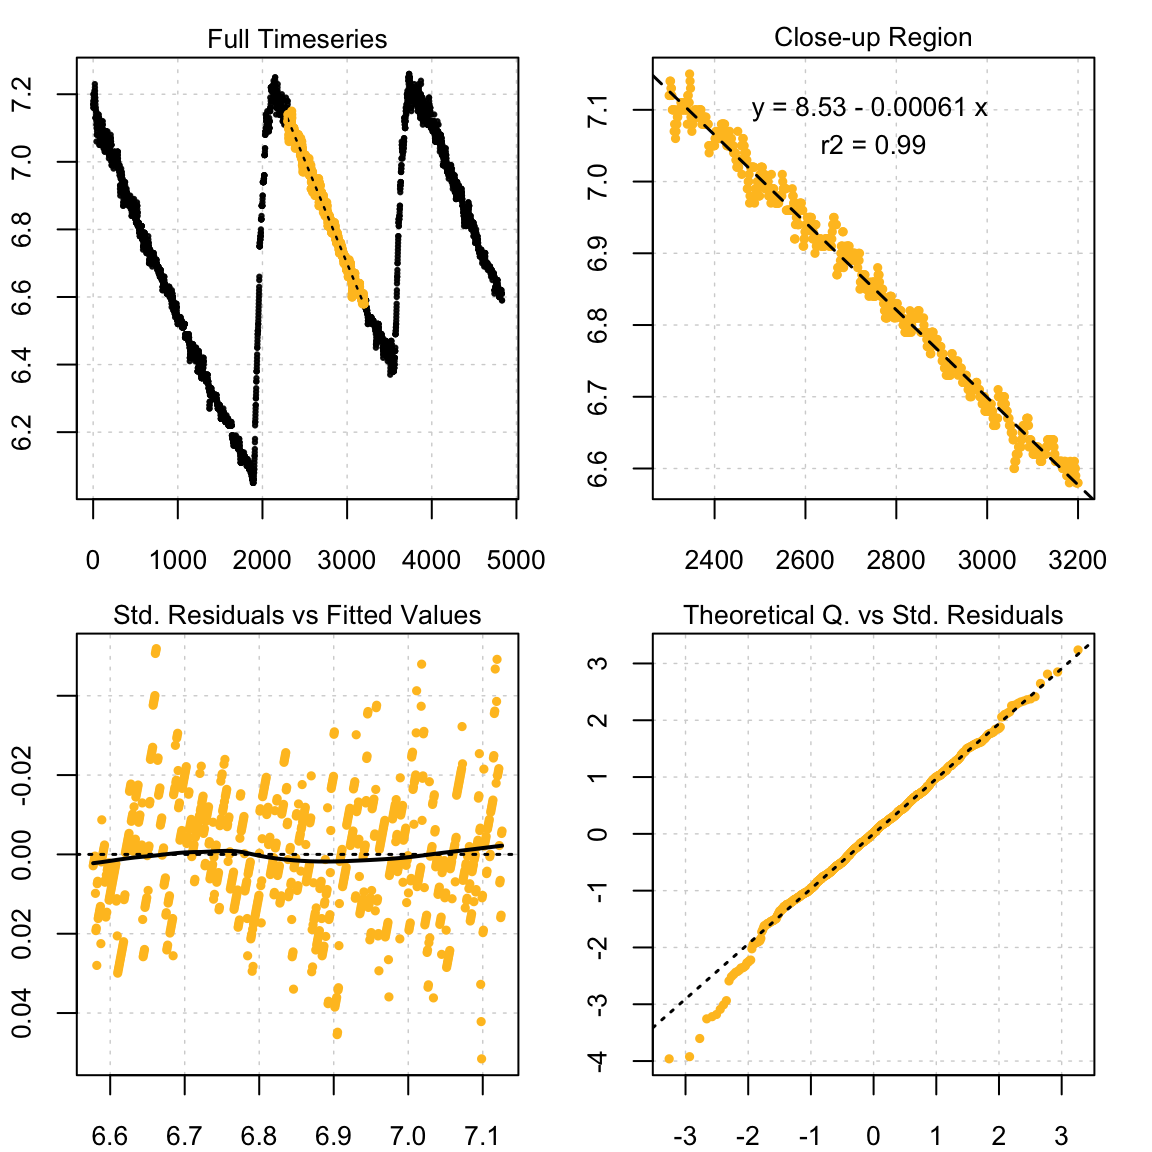 Full Timeseries
7.2
7.0
6.8
6.6
6.4
6.2
0 1000 2000 3000 4000 5000
Close-up Region
y = 8.53 - 0.00061 x
r2 = 0.99
7.1
7.0
6.9
6.8
6.7
6.6
2400 2600 2800 3000 3200
Std. Residuals vs Fitted Values
-0.02
0.00
0.02
0.04
6.6 6.7 6.8 6.9 7.0 7.1
Theoretical Q. vs Std. Residuals
3
2
1
0
-1
-2
-3
-4
-3 -2 -1 0 1 2 3